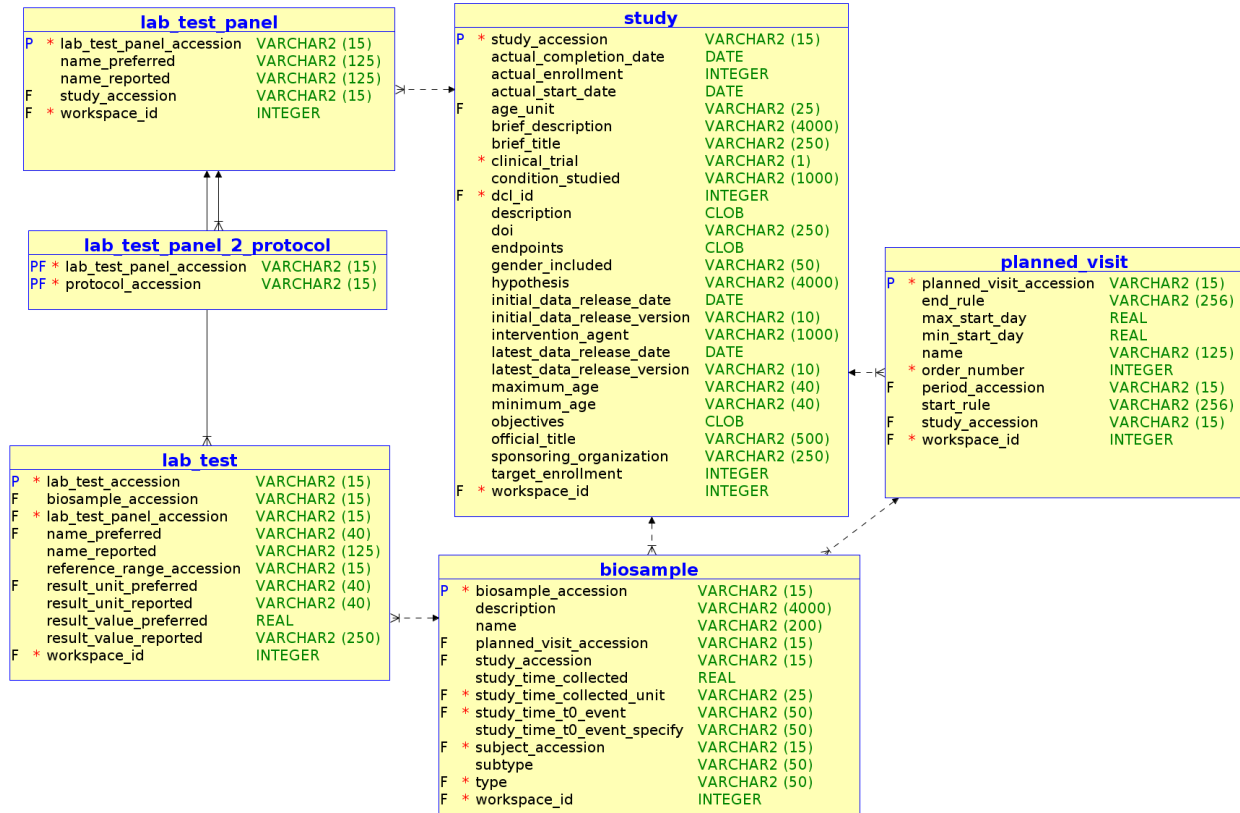 lab_test_panel
P * lab_test_panel_accession VARCHAR2 (15)
name_preferred VARCHAR2 (125)
name_reported VARCHAR2 (125)
F study_accession VARCHAR2 (15)
F * workspace_id INTEGER
study
P * study_accession VARCHAR2 (15)
actual_completion_date DATE
actual_enrollment INTEGER
actual_start_date DATE
F age_unit VARCHAR2 (25)
brief_description VARCHAR2 (4000)
brief_title VARCHAR2 (250)
* clinical_trial VARCHAR2 (1)
condition_studied VARCHAR2 (1000)
F * dcl_id INTEGER
description CLOB
doi VARCHAR2 (250)
endpoints CLOB
gender_included VARCHAR2 (50)
hypothesis VARCHAR2 (4000)
initial_data_release_date DATE
initial_data_release_version VARCHAR2 (10)
intervention_agent VARCHAR2 (1000)
latest_data_release_date DATE
latest_data_release_version VARCHAR2 (10)
maximum_age VARCHAR2 (40)
minimum_age VARCHAR2 (40)
objectives CLOB
official_title VARCHAR2 (500)
sponsoring_organization VARCHAR2 (250)
target_enrollment INTEGER
F * workspace_id INTEGER
lab_test_panel_2_protocol
PF * lab_test_panel_accession VARCHAR2 (15)
PF * protocol_accession VARCHAR2 (15)
planned_visit
P * planned_visit_accession VARCHAR2 (15)
end_rule VARCHAR2 (256)
max_start_day REAL
min_start_day REAL
name VARCHAR2 (125)
* order_number INTEGER
F period_accession VARCHAR2 (15)
start_rule VARCHAR2 (256)
F study_accession VARCHAR2 (15)
F * workspace_id INTEGER
lab_test
P * lab_test_accession VARCHAR2 (15)
F biosample_accession VARCHAR2 (15)
F * lab_test_panel_accession VARCHAR2 (15)
F name_preferred VARCHAR2 (40)
name_reported VARCHAR2 (125)
reference_range_accession VARCHAR2 (15)
F result_unit_preferred VARCHAR2 (40)
result_unit_reported VARCHAR2 (40)
result_value_preferred REAL
result_value_reported VARCHAR2 (250)
F * workspace_id INTEGER
biosample
P * biosample_accession VARCHAR2 (15)
description VARCHAR2 (4000)
name VARCHAR2 (200)
F planned_visit_accession VARCHAR2 (15)
F study_accession VARCHAR2 (15)
study_time_collected REAL
F * study_time_collected_unit VARCHAR2 (25)
F * study_time_t0_event VARCHAR2 (50)
study_time_t0_event_specify VARCHAR2 (50)
F * subject_accession VARCHAR2 (15)
subtype VARCHAR2 (50)
F * type VARCHAR2 (50)
F * workspace_id INTEGER